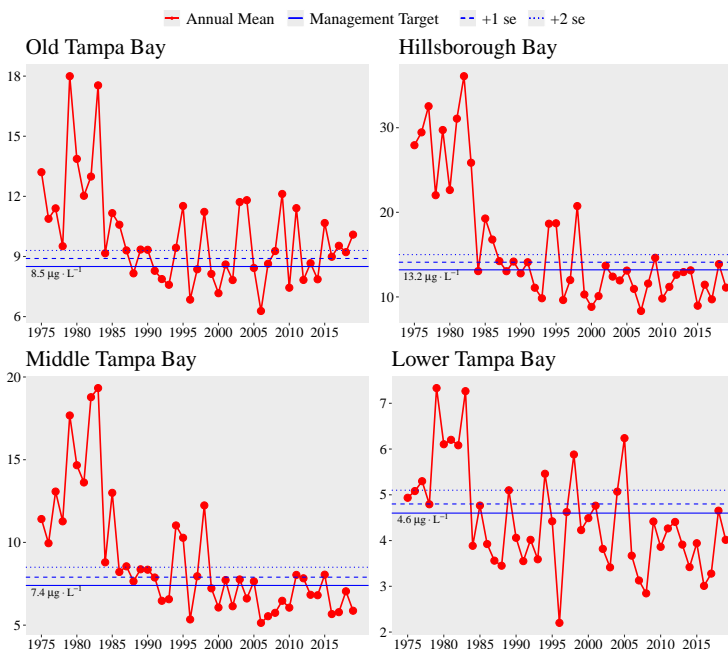 Annual Mean Management Target +1 se +2 se
Old Tampa Bay
18
15
12
9
6
8.5 µg · L⁻¹
1975 1980 1985 1990 1995 2000 2005 2010 2015
Hillsborough Bay
30
20
10
13.2 µg · L⁻¹
1975 1980 1985 1990 1995 2000 2005 2010 2015
Middle Tampa Bay
20
15
10
5
7.4 µg · L⁻¹
1975 1980 1985 1990 1995 2000 2005 2010 2015
Lower Tampa Bay
7
6
5
4
3
2
4.6 µg · L⁻¹
1975 1980 1985 1990 1995 2000 2005 2010 2015